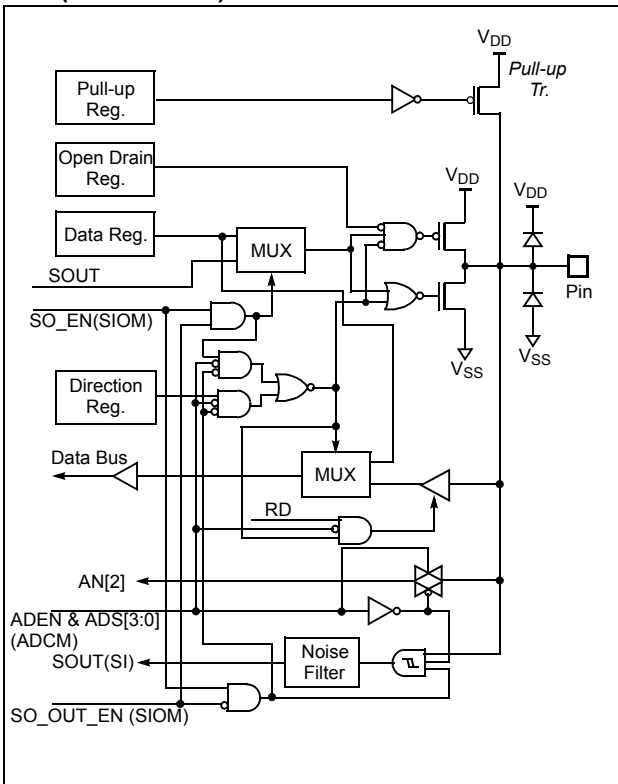 VDD
Pull-up
Tr.
Pull-up
Reg.
Open Drain
Reg.
VDD
VDD
Data Reg.
MUX
SOUT
Pin
SO_EN(SIOM)
VSS
VSS
Direction
Reg.
Data Bus
MUX
RD
AN[2]
ADEN & ADS[3:0]
(ADCM)
Noise
Filter
SOUT(SI)
SO_OUT_EN (SIOM)